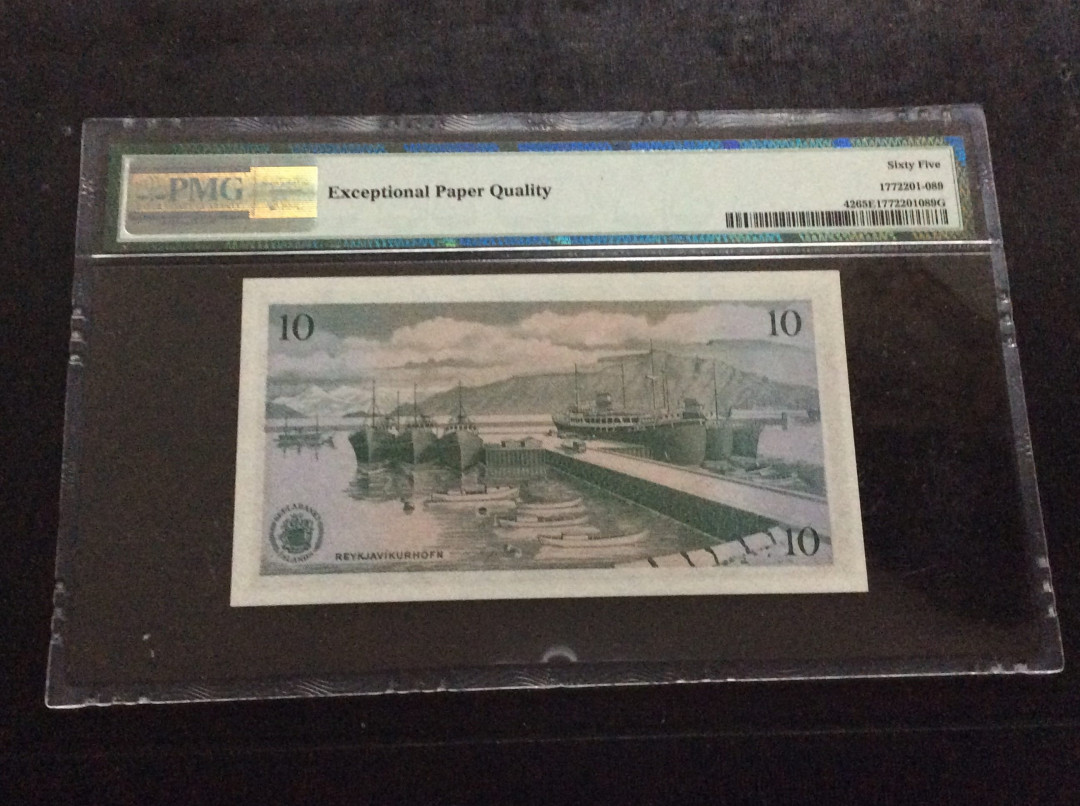 PMG
Exceptional Paper Quality
Sixty Five
1772201-089
4265E1772201089G
10
10
REYKJAVÍKURHÖFN
10